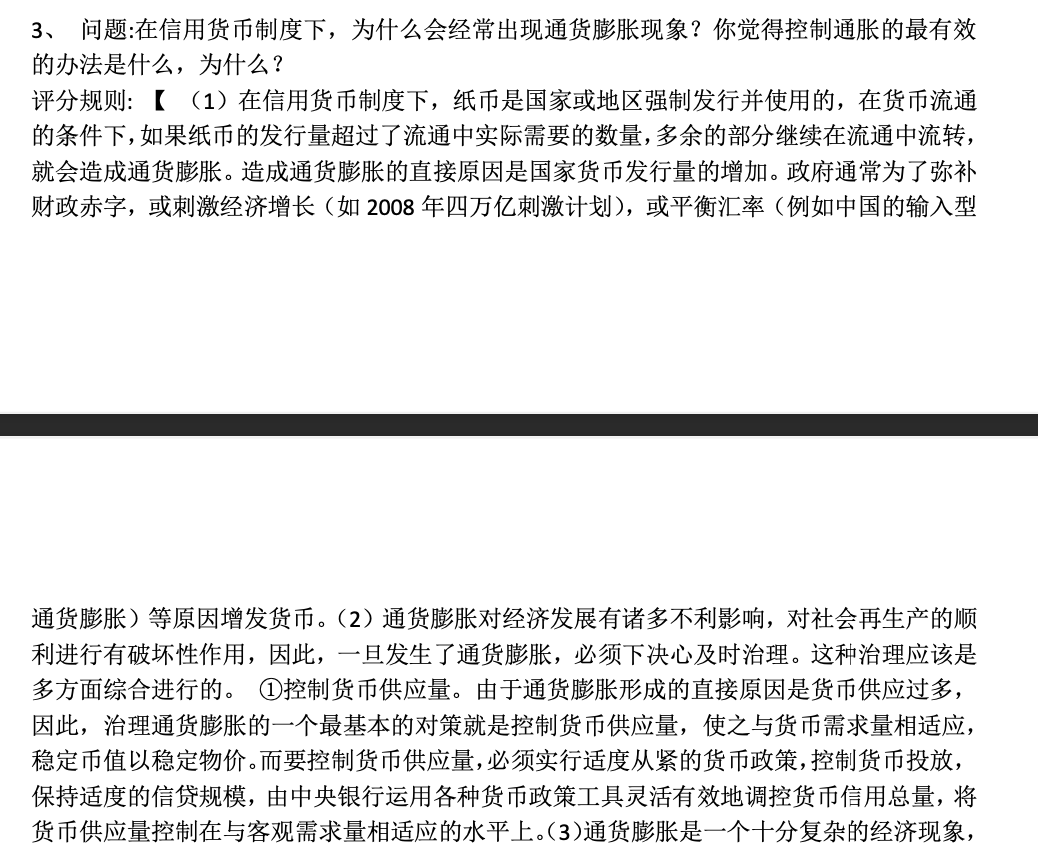 3、 问题:在信用货币制度下，为什么会经常出现通货膨胀现象？你觉得控制通胀的最有效
的办法是什么，为什么？
评分规则: 【 （1）在信用货币制度下，纸币是国家或地区强制发行并使用的，在货币流通
的条件下，如果纸币的发行量超过了流通中实际需要的数量，多余的部分继续在流通中流转，
就会造成通货膨胀。造成通货膨胀的直接原因是国家货币发行量的增加。政府通常为了弥补
财政赤字，或刺激经济增长（如 2008 年四万亿刺激计划），或平衡汇率（例如中国的输入型
通货膨胀）等原因增发货币。（2）通货膨胀对经济发展有诸多不利影响，对社会再生产的顺
利进行有破坏性作用，因此，一旦发生了通货膨胀，必须下决心及时治理。这种治理应该是
多方面综合进行的。 ①控制货币供应量。由于通货膨胀形成的直接原因是货币供应过多，
因此，治理通货膨胀的一个最基本的对策就是控制货币供应量，使之与货币需求量相适应，
稳定币值以稳定物价。而要控制货币供应量，必须实行适度从紧的货币政策，控制货币投放，
保持适度的信贷规模，由中央银行运用各种货币政策工具灵活有效地调控货币信用总量，将
货币供应量控制在与客观需求量相适应的水平上。（3）通货膨胀是一个十分复杂的经济现象，